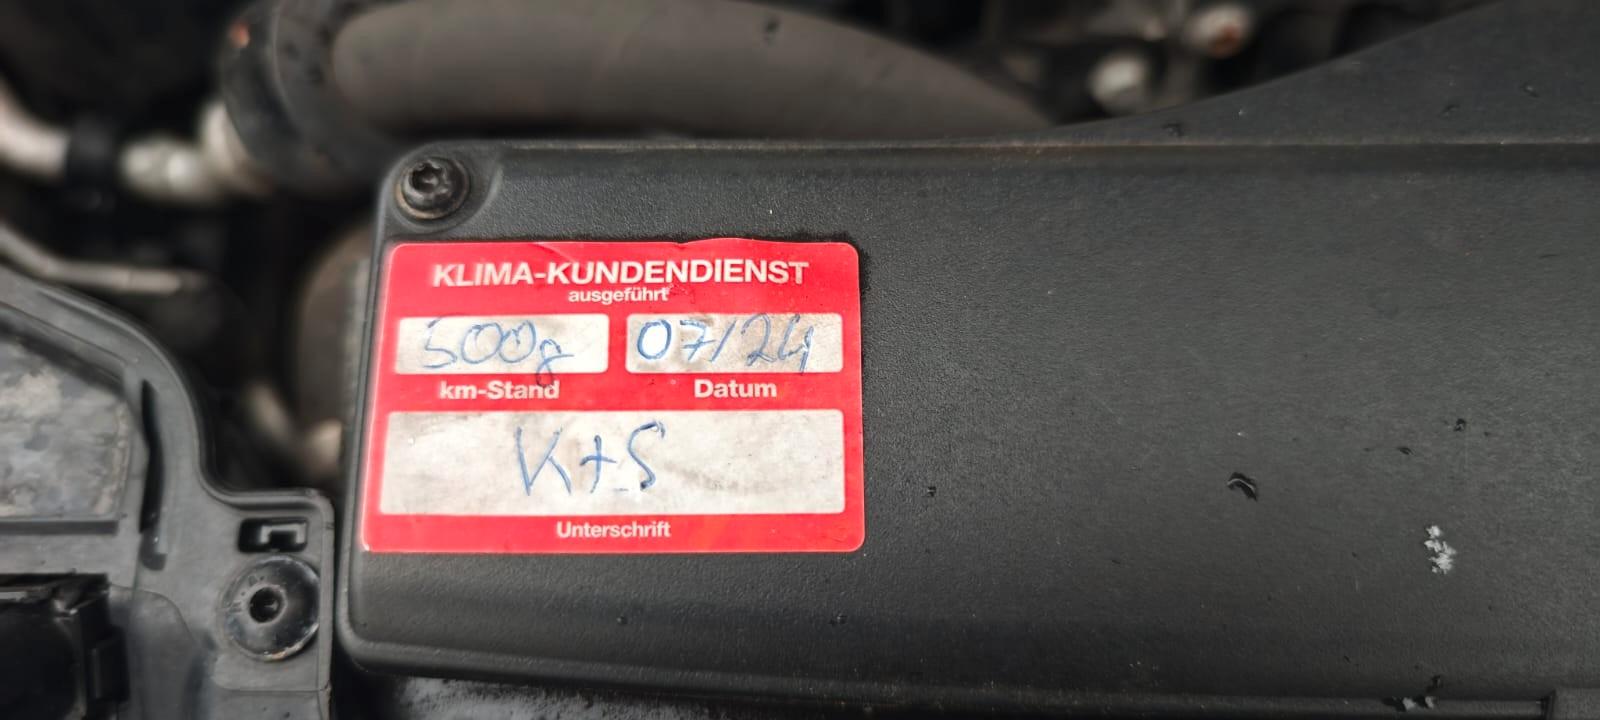 KLIMA-KUNDENDIENST
ausgeführt
500g 07/24
km-Stand Datum
K+S
Unterschrift